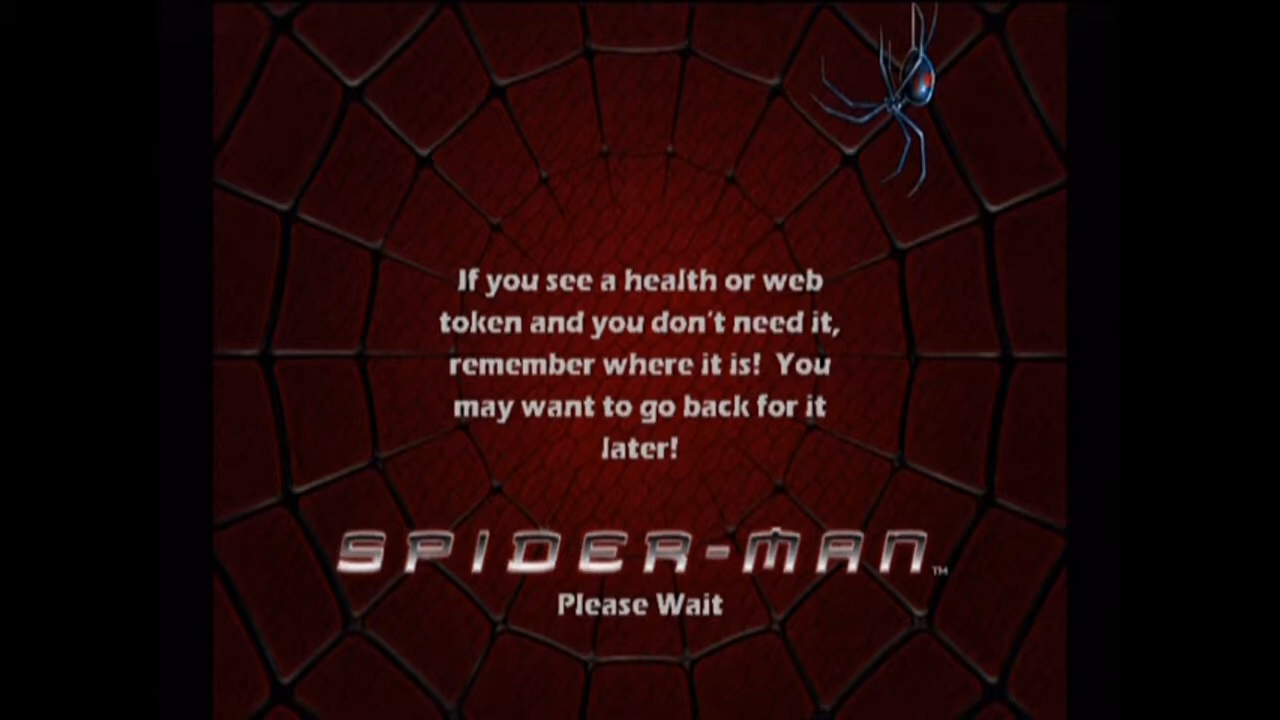 If you see a health or web
token and you don't need it,
remember where it is!  You
may want to go back for it
later!
SPIDER-MAN™
Please Wait